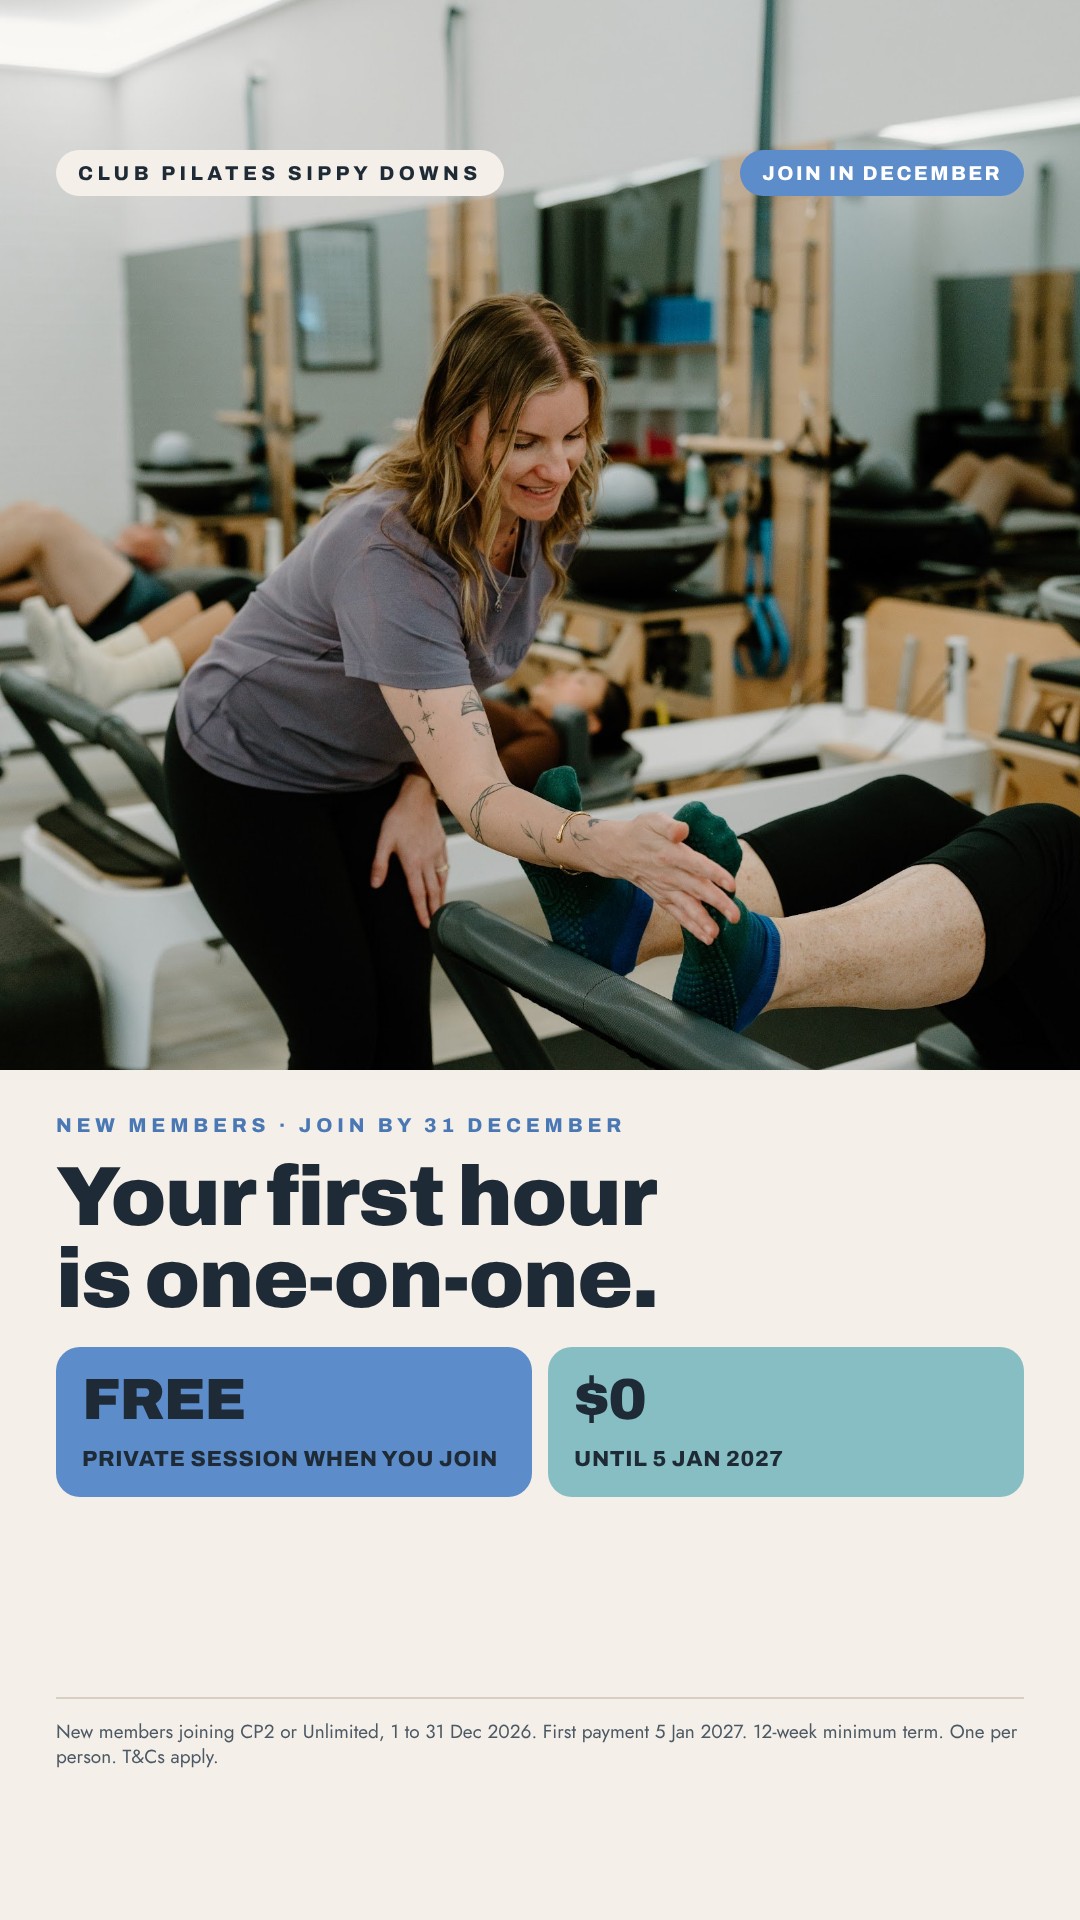 CLUB PILATES SIPPY DOWNS
JOIN IN DECEMBER
NEW MEMBERS · JOIN BY 31 DECEMBER
Your first hour
is one-on-one.
FREE
PRIVATE SESSION WHEN YOU JOIN
$0
UNTIL 5 JAN 2027
New members joining CP2 or Unlimited, 1 to 31 Dec 2026. First payment 5 Jan 2027. 12-week minimum term. One per
person. T&Cs apply.